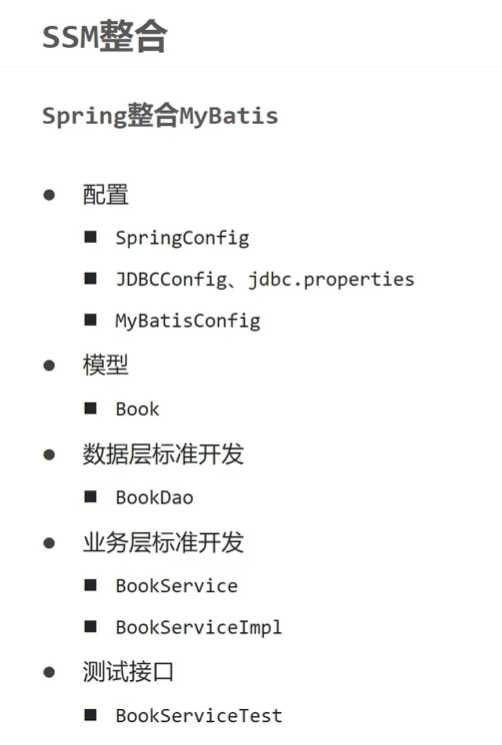 SSM整合
Spring整合MyBatis
● 配置
■ SpringConfig
■ JDBCConfig、jdbc.properties
■ MyBatisConfig
● 模型
■ Book
● 数据层标准开发
■ BookDao
● 业务层标准开发
■ BookService
■ BookServiceImpl
● 测试接口
■ BookServiceTest